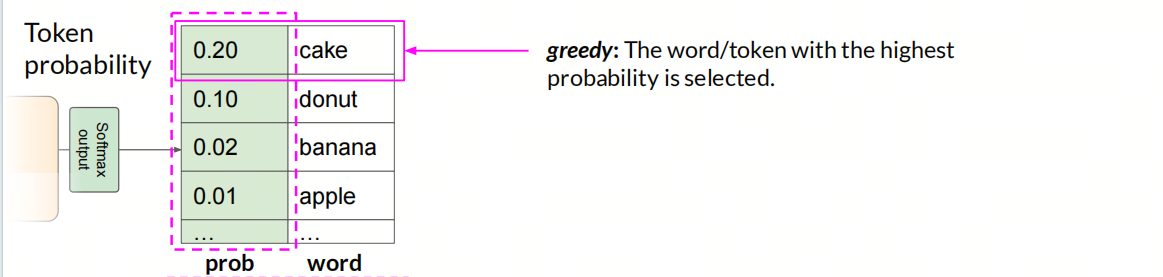 Token
probability
Softmax
output
0.20 cake
0.10 donut
0.02 banana
0.01 apple
... ...
prob word
greedy: The word/token with the highest
probability is selected.